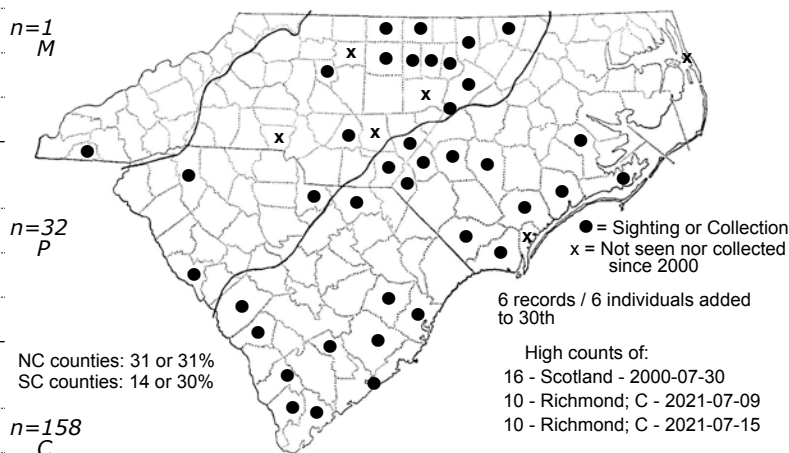 n=1
M
n=32
P
● = Sighting or Collection
x = Not seen nor collected
since 2000
6 records / 6 individuals added
to 30th
NC counties: 31 or 31%
SC counties: 14 or 30%
High counts of:
16 - Scotland - 2000-07-30
10 - Richmond; C - 2021-07-09
10 - Richmond; C - 2021-07-15
n=158
C